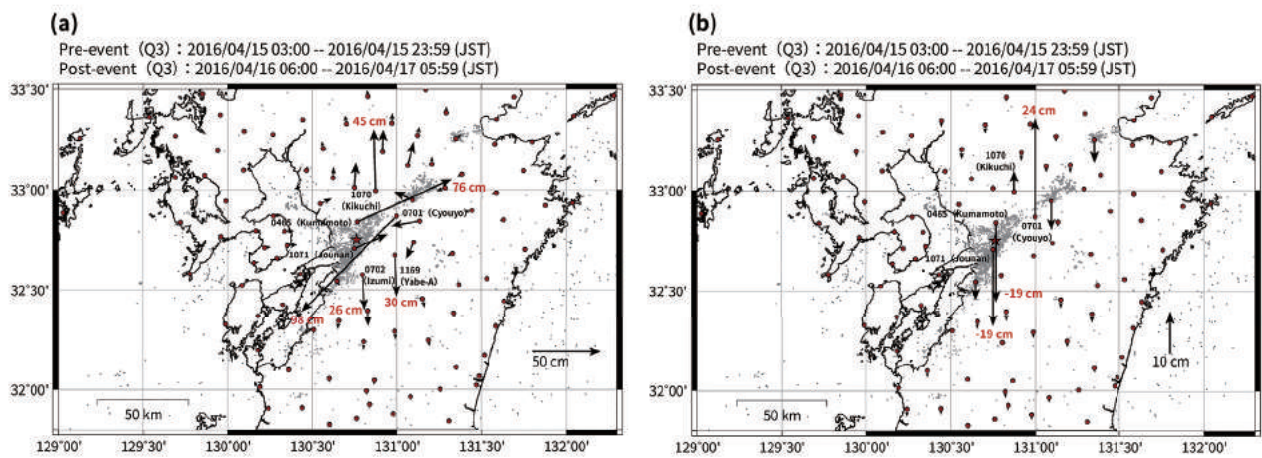 (a)
Pre-event（Q3）: 2016/04/15 03:00 -- 2016/04/15 23:59 (JST)
Post-event（Q3）: 2016/04/16 06:00 -- 2016/04/17 05:59 (JST)
33°30'
33°00'
32°30'
32°00'
45 cm
76 cm
1070
(Kikuchi)
0465 (Kumamoto)
0701 (Cyouyo)
1071 (Jounan)
0702
(Izumi)
1169
(Yabe-A)
98 cm
26 cm
30 cm
50 cm
50 km
129°00'
129°30'
130°00'
130°30'
131°00'
131°30'
132°00'
(b)
Pre-event（Q3）: 2016/04/15 03:00 -- 2016/04/15 23:59 (JST)
Post-event（Q3）: 2016/04/16 06:00 -- 2016/04/17 05:59 (JST)
33°30'
33°00'
32°30'
32°00'
24 cm
1070
(Kikuchi)
0465 (Kumamoto)
0701
(Cyouyo)
1071 (Jounan)
-19 cm
-19 cm
10 cm
50 km
129°00'
129°30'
130°00'
130°30'
131°00'
131°30'
132°00'